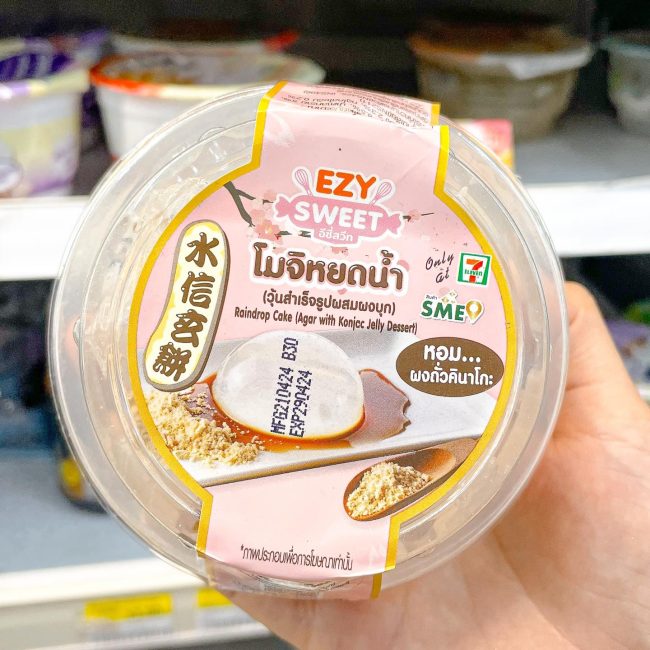 EZY
SWEET
อีซี่สวีท
โมจิหยดน้ำ
(วุ้นสำเร็จรูปผสมผงบุก)
Raindrop Cake (Agar with Konjac Jelly Dessert)
水信玄餅
Only
at
7
ELEVEN
สินค้า
SME
หอม...
ผงถั่วคินาโกะ
MFG210424 B30
EXP290424
*ภาพประกอบเพื่อการโฆษณาเท่านั้น